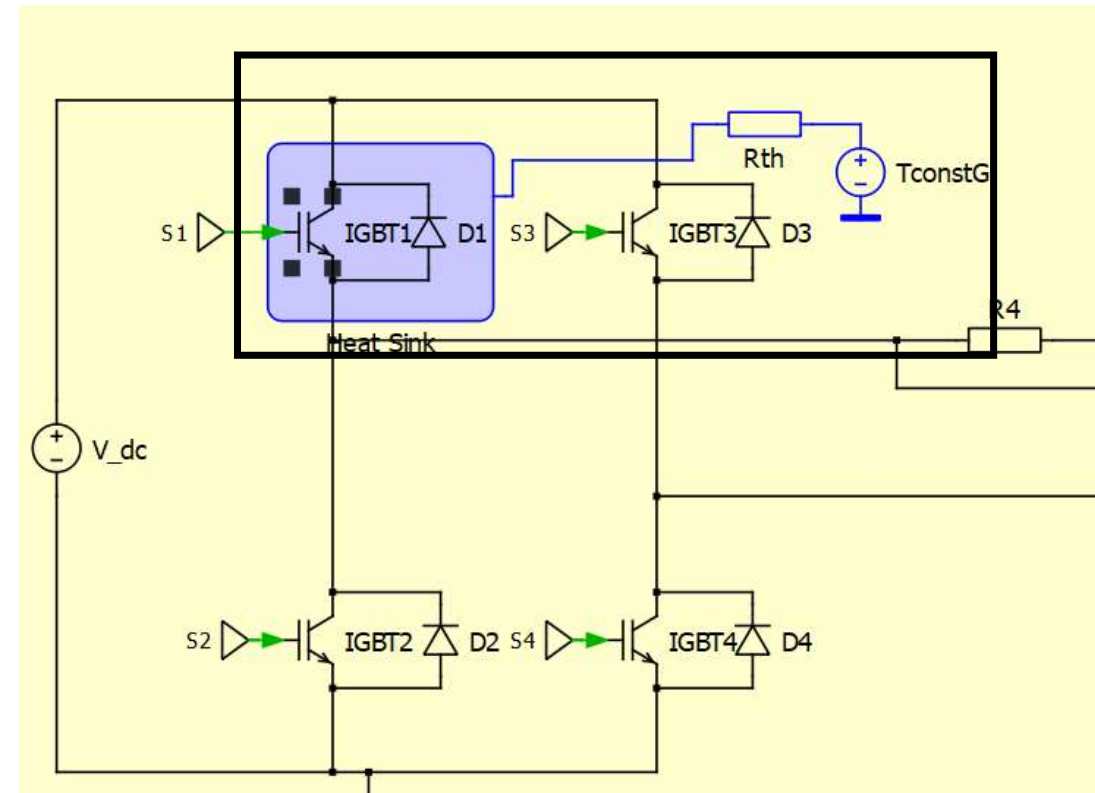 Rth
TconstG
S1
IGBT1
D1
S3
IGBT3
D3
R4
Heat Sink
V_dc
S2
IGBT2
D2
S4
IGBT4
D4